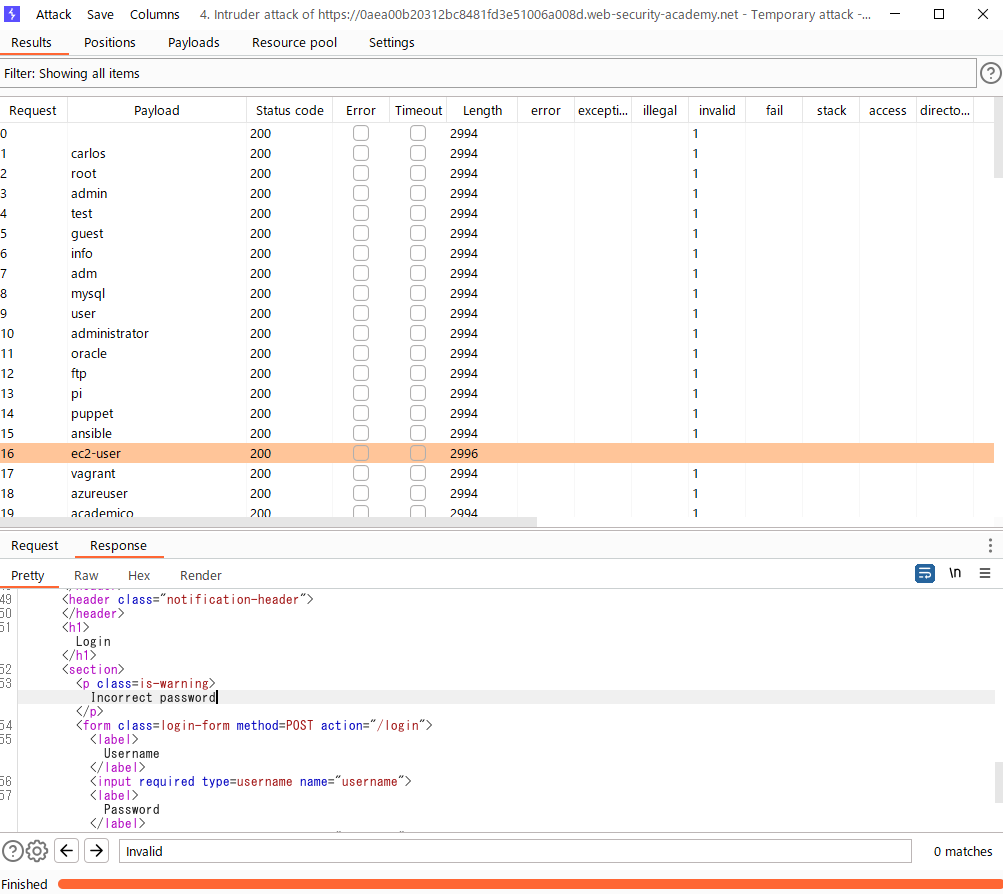 Attack Save Columns 4. Intruder attack of https://0aea00b20312bc8481fd3e51006a008d.web-security-academy.net - Temporary attack -...
Results Positions Payloads Resource pool Settings
Filter: Showing all items
Request Payload Status code Error Timeout Length error excepti... illegal invalid fail stack access directo...
0 200 2994 1
1 carlos 200 2994 1
2 root 200 2994 1
3 admin 200 2994 1
4 test 200 2994 1
5 guest 200 2994 1
6 info 200 2994 1
7 adm 200 2994 1
8 mysql 200 2994 1
9 user 200 2994 1
10 administrator 200 2994 1
11 oracle 200 2994 1
12 ftp 200 2994 1
13 pi 200 2994 1
14 puppet 200 2994 1
15 ansible 200 2994 1
16 ec2-user 200 2996
17 vagrant 200 2994 1
18 azureuser 200 2994 1
19 academico 200 2994 1
Request Response
Pretty Raw Hex Render \n
49 <header class="notification-header">
50 </header>
51 <h1>
Login
</h1>
52 <section>
53 <p class=is-warning>
Incorrect password
</p>
54 <form class=login-form method=POST action="/login">
55 <label>
Username
</label>
56 <input required type=username name="username">
57 <label>
Password
</label>
Invalid 0 matches
Finished